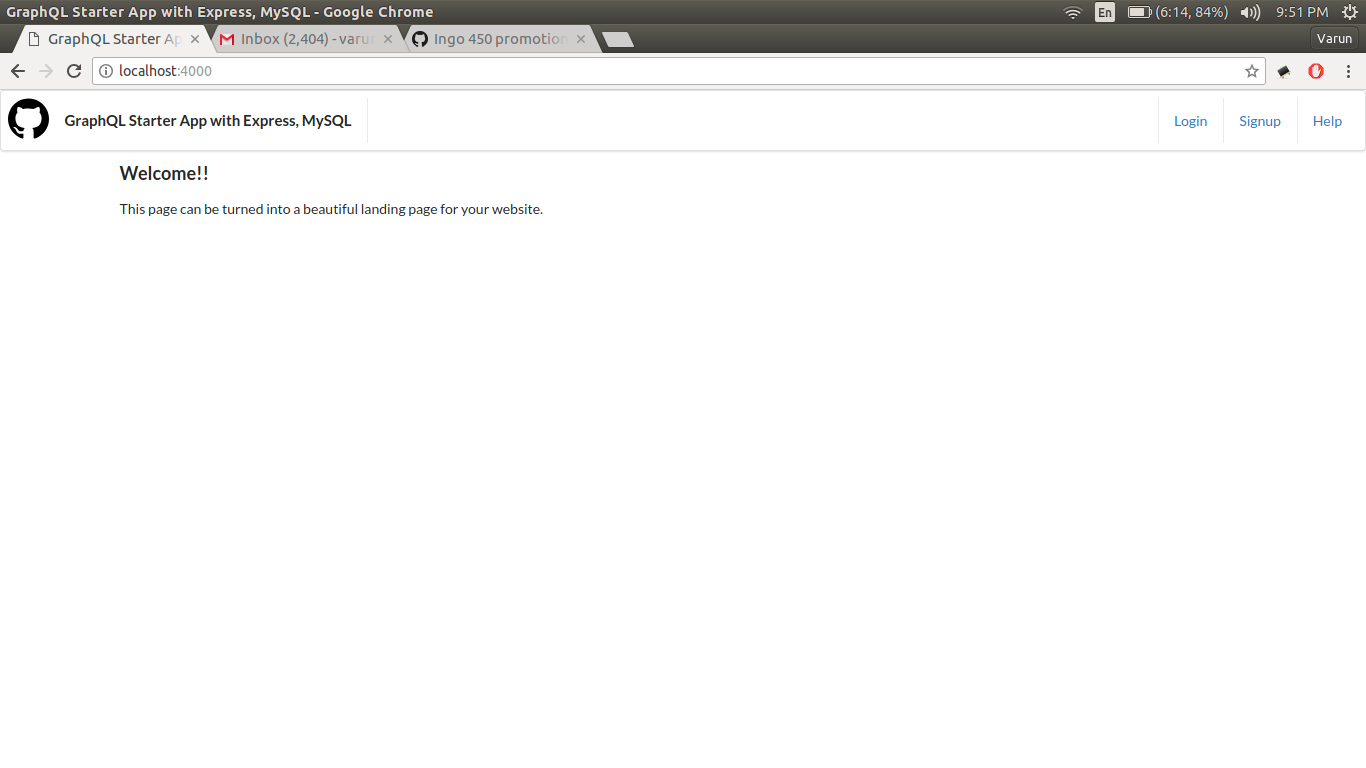 GraphQL Starter App with Express, MySQL - Google Chrome
En
(6:14, 84%)
9:51 PM
GraphQL Starter Ap
Inbox (2,404) - varu
Ingo 450 promotion
Varun
localhost:4000
GraphQL Starter App with Express, MySQL
Login
Signup
Help
Welcome!!
This page can be turned into a beautiful landing page for your website.